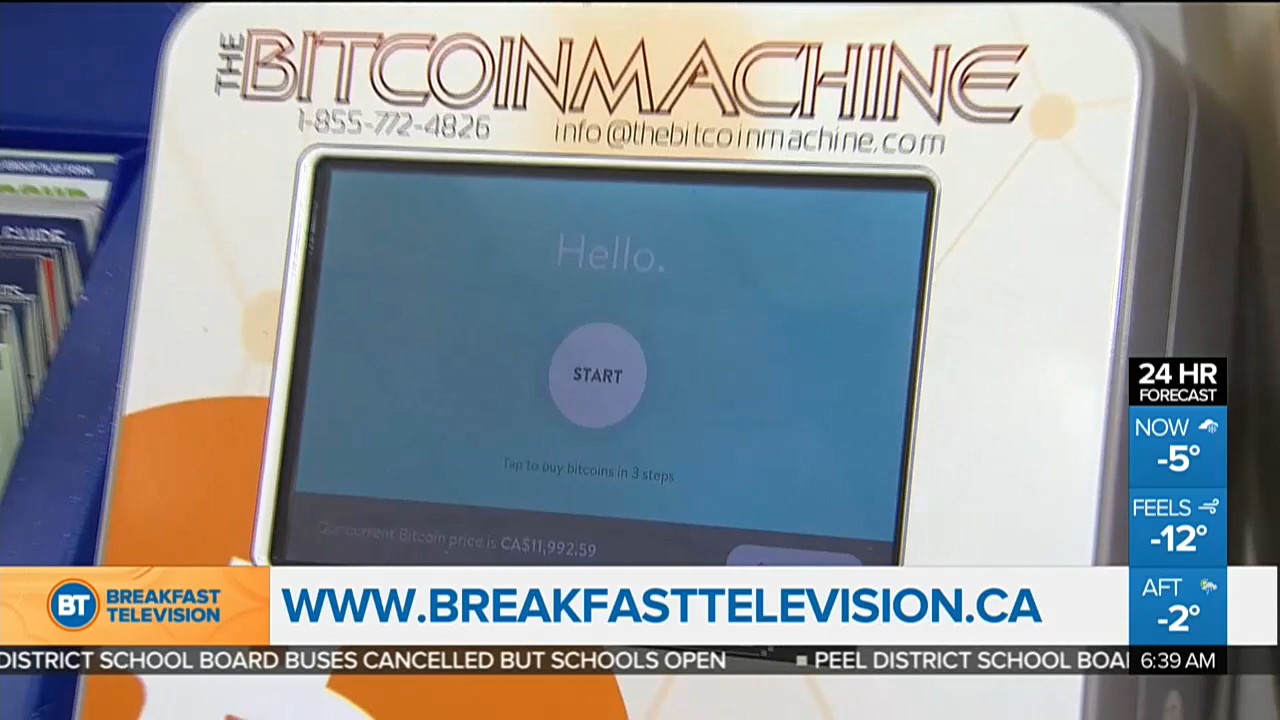 THE BITCOINMACHINE
1-855-772-4826 info@thebitcoinmachine.com
Hello.
START
Tap to buy bitcoins in 3 steps
Our current Bitcoin price is CA$11,992.59
GUIDE
24 HR
FORECAST
NOW
-5°
FEELS
-12°
AFT
-2°
BT BREAKFAST
TELEVISION
WWW.BREAKFASTTELEVISION.CA
DISTRICT SCHOOL BOARD BUSES CANCELLED BUT SCHOOLS OPEN ■ PEEL DISTRICT SCHOOL
6:39 AM